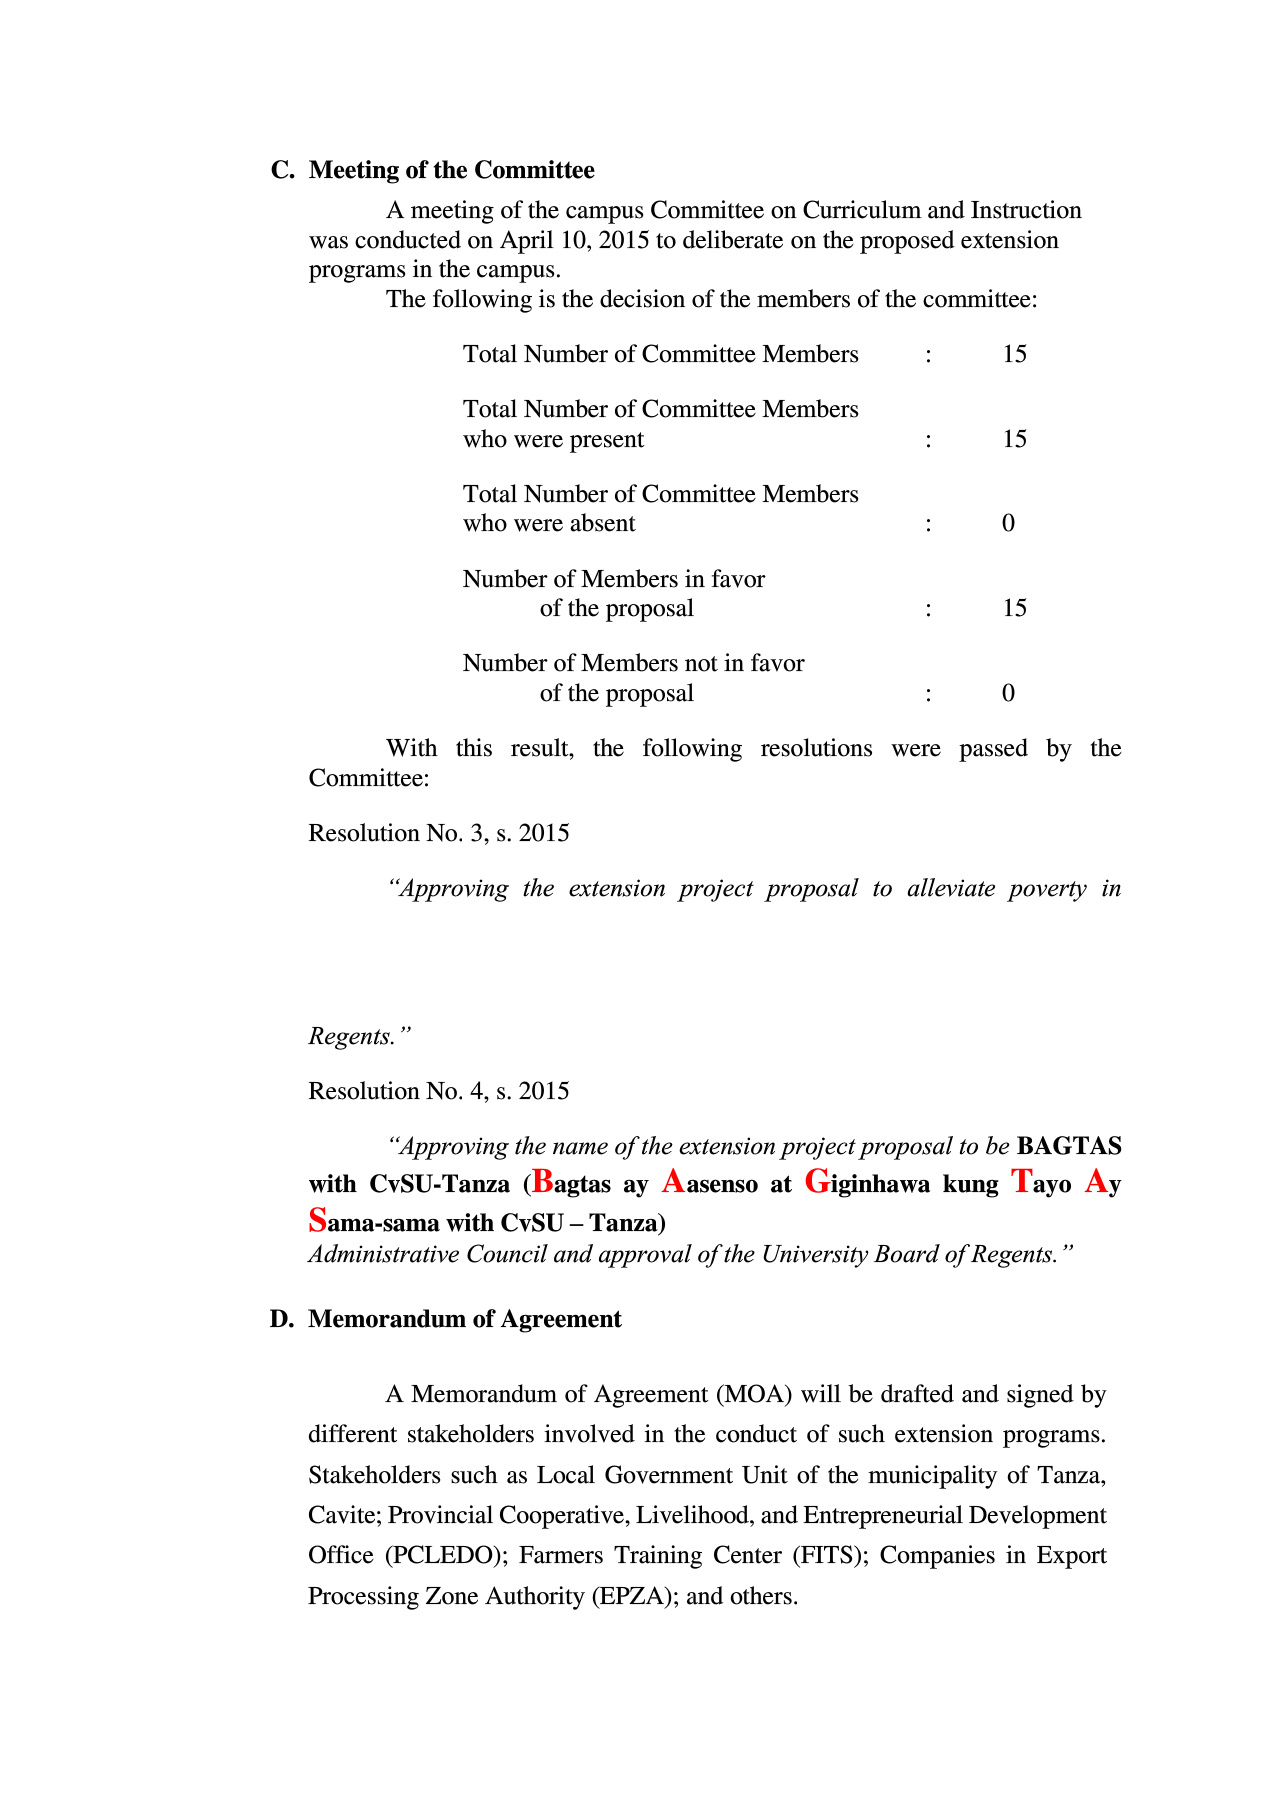 C. Meeting of the Committee
A meeting of the campus Committee on Curriculum and Instruction
was conducted on April 10, 2015 to deliberate on the proposed extension
programs in the campus.
The following is the decision of the members of the committee:
Total Number of Committee Members : 15
Total Number of Committee Members
who were present : 15
Total Number of Committee Members
who were absent : 0
Number of Members in favor
of the proposal : 15
Number of Members not in favor
of the proposal : 0
With this result, the following resolutions were passed by the
Committee:
Resolution No. 3, s. 2015
“Approving the extension project proposal to alleviate poverty in
Regents.”
Resolution No. 4, s. 2015
“Approving the name of the extension project proposal to be BAGTAS
with CvSU-Tanza (Bagtas ay Aasenso at Giginhawa kung Tayo Ay
Sama-sama with CvSU – Tanza)
Administrative Council and approval of the University Board of Regents.”
D. Memorandum of Agreement
A Memorandum of Agreement (MOA) will be drafted and signed by
different stakeholders involved in the conduct of such extension programs.
Stakeholders such as Local Government Unit of the municipality of Tanza,
Cavite; Provincial Cooperative, Livelihood, and Entrepreneurial Development
Office (PCLEDO); Farmers Training Center (FITS); Companies in Export
Processing Zone Authority (EPZA); and others.